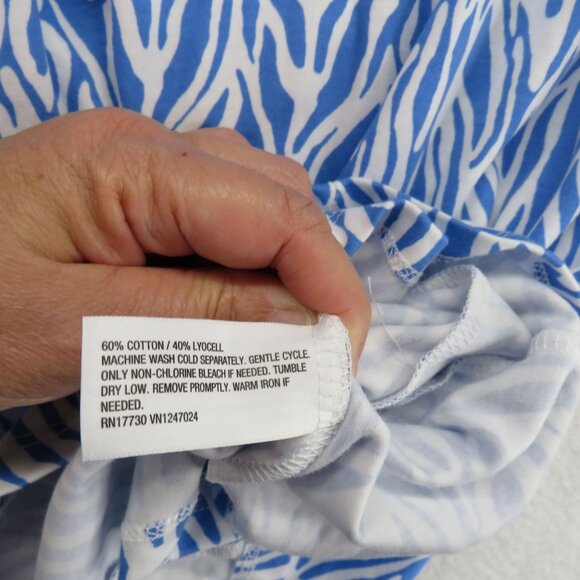 60% COTTON / 40% LYOCELL
MACHINE WASH COLD SEPARATELY. GENTLE CYCLE.
ONLY NON-CHLORINE BLEACH IF NEEDED. TUMBLE
DRY LOW. REMOVE PROMPTLY. WARM IRON IF
NEEDED.
RN17730 VN1247024